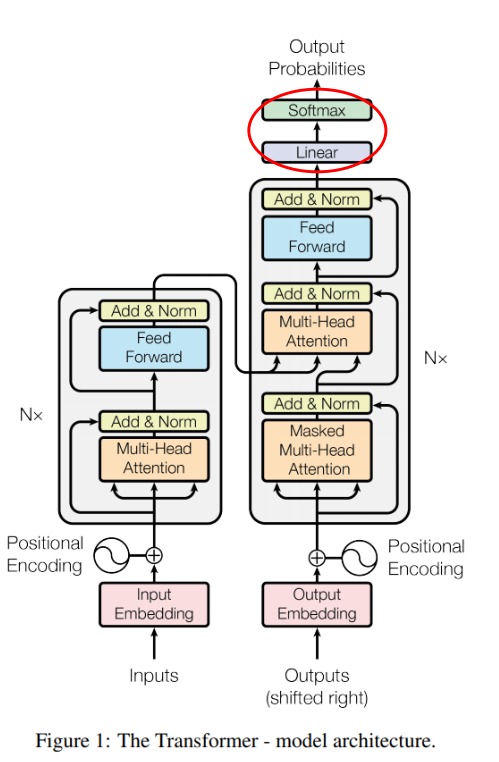 Output
Probabilities
Softmax
Linear
Add & Norm
Feed
Forward
Add & Norm
Multi-Head
Attention
Add & Norm
Masked
Multi-Head
Attention
Nx
Add & Norm
Feed
Forward
Add & Norm
Multi-Head
Attention
Nx
Positional
Encoding
Positional
Encoding
Input
Embedding
Output
Embedding
Inputs
Outputs
(shifted right)
Figure 1: The Transformer - model architecture.